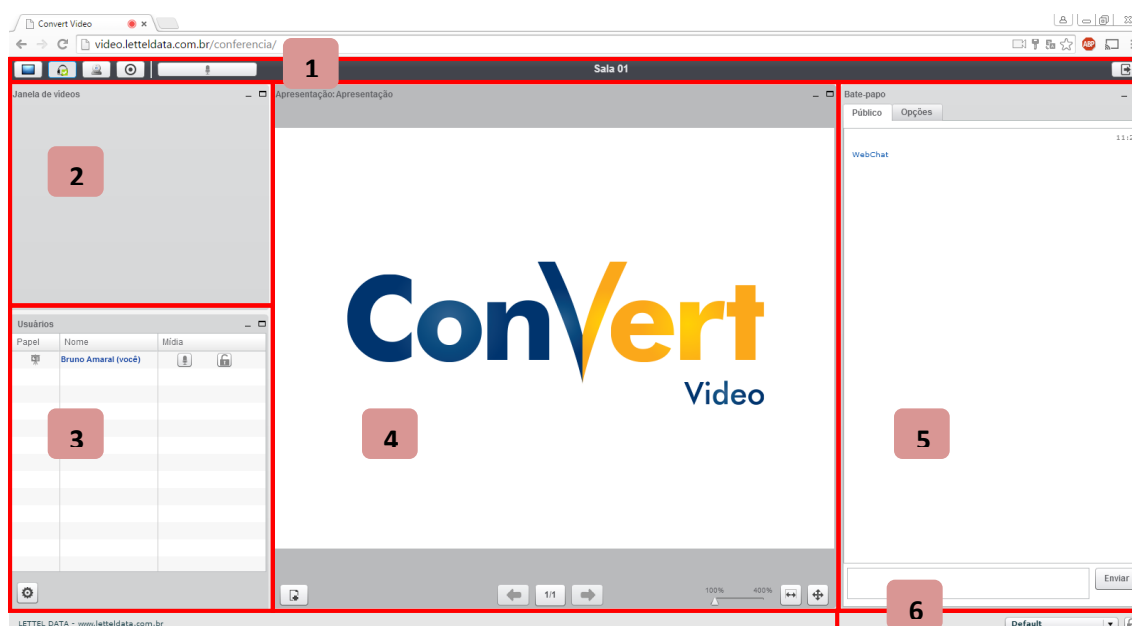 Convert Video
video.letteldata.com.br/conferencia/
ABP
1
Sala 01
Janela de vídeos
Apresentação:Apresentação
Bate-papo
Público Opções
WebChat
2
ConVert
Video
Usuários
Papel Nome Mídia
Bruno Amaral (você)
3
4
5
1/1
100% 400%
Enviar
6
LETTEL DATA - www.letteldata.com.br
Default